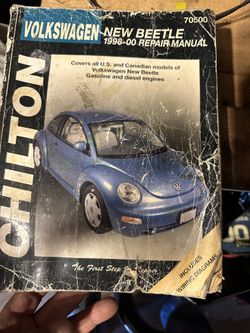 70500
VOLKSWAGEN NEW BEETLE
1998-00 REPAIR MANUAL
Covers all U.S. and Canadian models of
Volkswagen New Beetle
Gasoline and diesel engines
CHILTON
The First Step
INCLUDES
WIRING DIAGRAMS